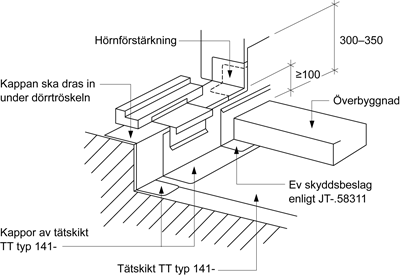 Hörnförstärkning
300–350
≥100
Kappan ska dras in
under dörrtröskeln
Överbyggnad
Ev skyddsbeslag
enligt JT-.58311
Kappor av tätskikt
TT typ 141-
Tätskikt TT typ 141-